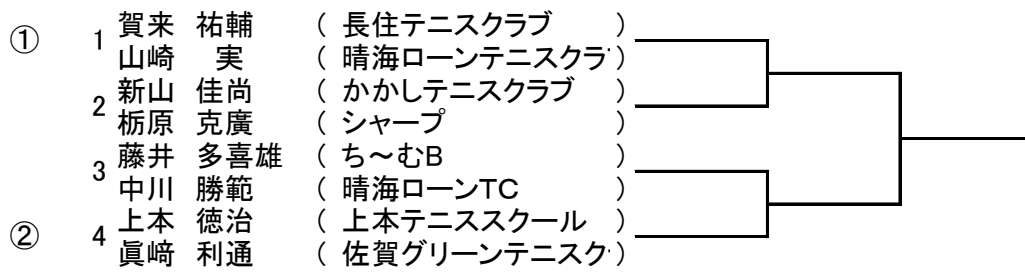 ① 1 賀来 祐輔 ( 長住テニスクラブ )
山崎 実 ( 晴海ローンテニスクラ )
2 新山 佳尚 ( かかしテニスクラブ )
栃原 克廣 ( シャープ )
3 藤井 多喜雄 ( ち～むB )
中川 勝範 ( 晴海ローンTC )
② 4 上本 徳治 ( 上本テニススクール )
眞﨑 利通 ( 佐賀グリーンテニスク )